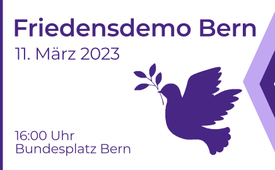 Friedensdemo Bern
11. März 2023
16:00 Uhr
Bundesplatz Bern